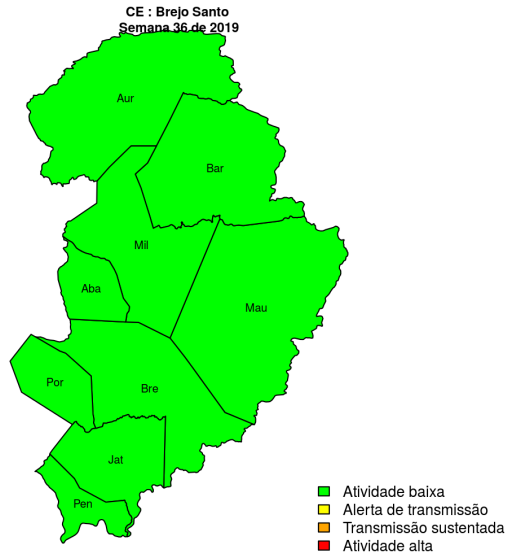 CE : Brejo Santo
Semana 36 de 2019
Aur
Bar
Mil
Aba
Mau
Por
Bre
Jat
Pen
Atividade baixa
Alerta de transmissão
Transmissão sustentada
Atividade alta